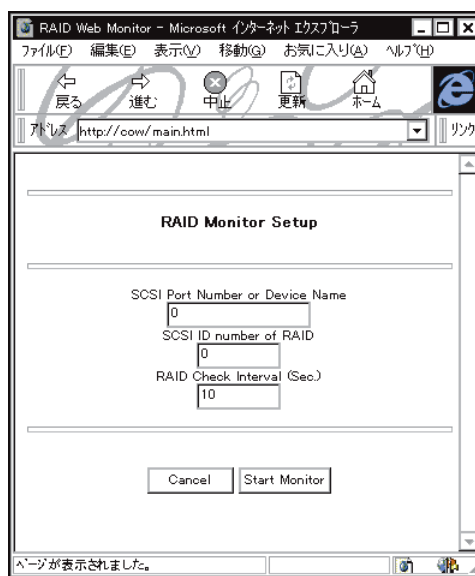 RAID Web Monitor - Microsoft インターネット エクスプローラ
ファイル(F) 編集(E) 表示(V) 移動(G) お気に入り(A) ヘルプ(H)
戻る 進む 中止 更新 ホーム
アドレス http://cow/main.html リンク
RAID Monitor Setup
SCSI Port Number or Device Name
0
SCSI ID number of RAID
0
RAID Check Interval (Sec.)
10
Cancel Start Monitor
ページが表示されました。